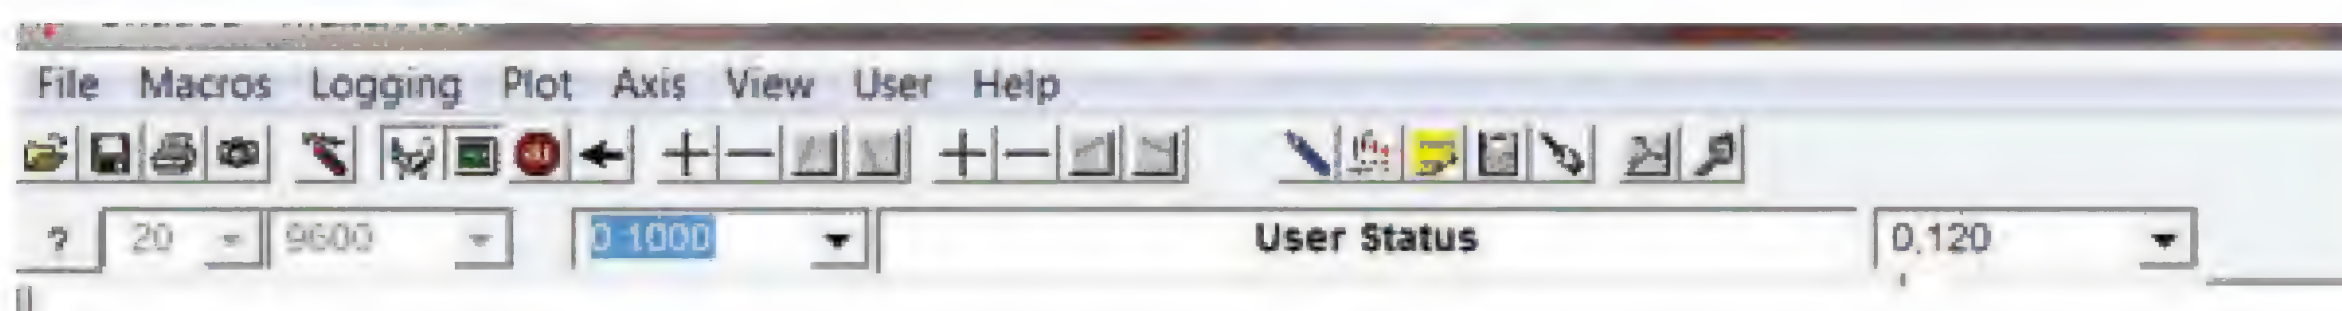 File Macros Logging Plot Axis View User Help
? 20 9600 0 1000 User Status 0,120